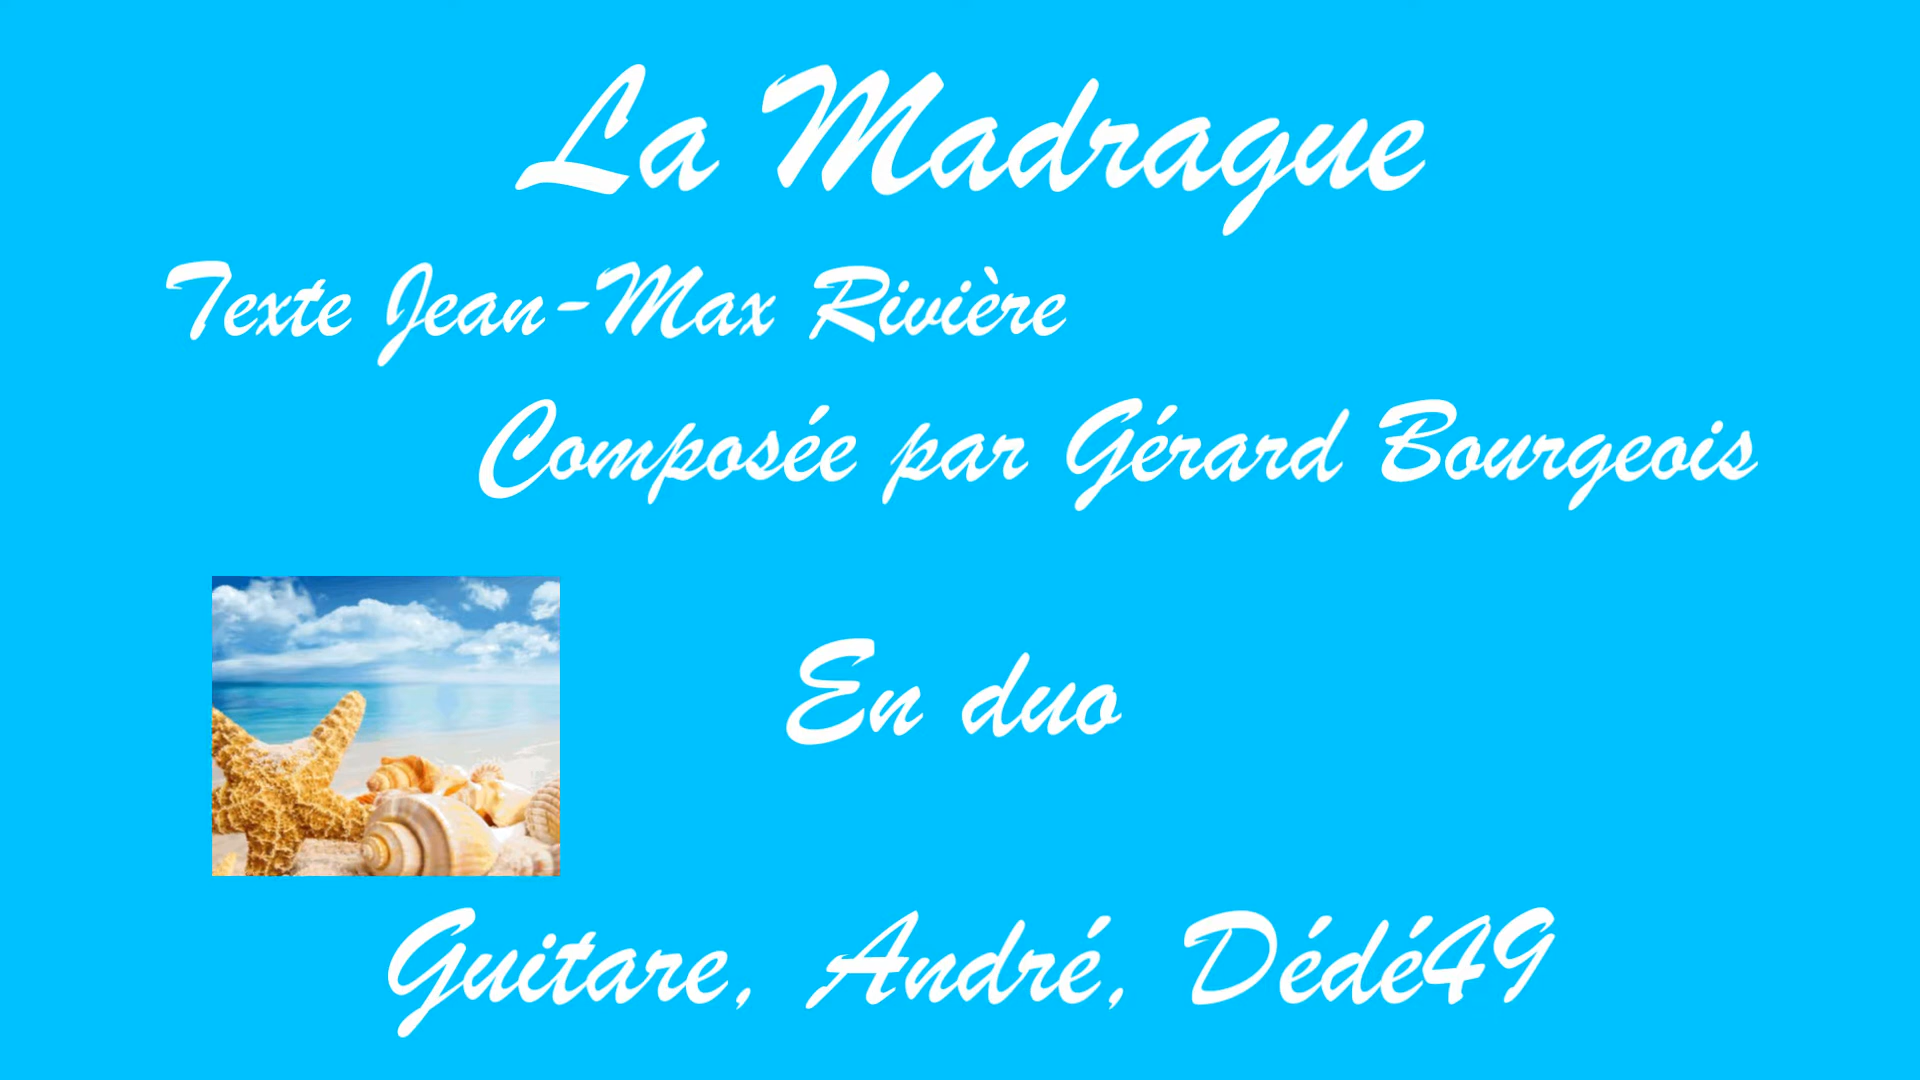 La Madrague
Texte Jean-Max Rivière
Composée par Gérard Bourgeois
En duo
Guitare, André, Dédé49